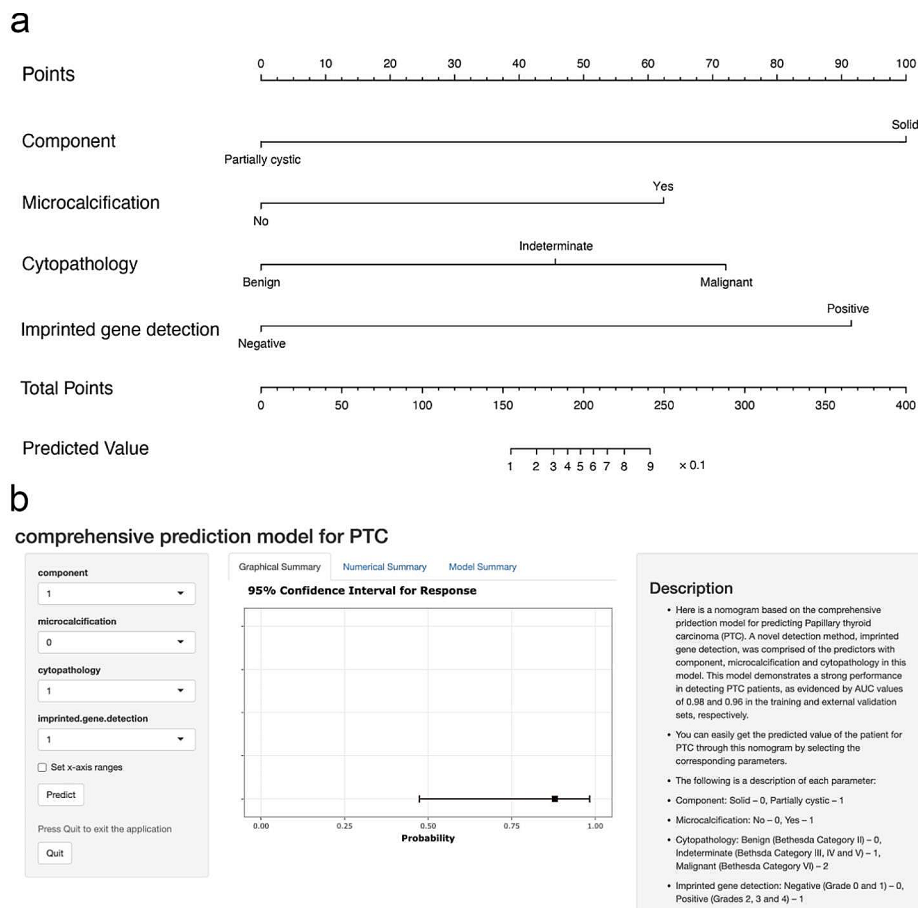 a
Points
0 10 20 30 40 50 60 70 80 90 100
Component
Solid
Partially cystic
Microcalcification
Yes
No
Cytopathology
Indeterminate
Benign
Malignant
Imprinted gene detection
Positive
Negative
Total Points
0 50 100 150 200 250 300 350 400
Predicted Value
1 2 3 4 5 6 7 8 9 × 0.1
b
comprehensive prediction model for PTC
component
1
microcalcification
0
cytopathology
1
imprinted.gene.detection
1
Set x-axis ranges
Predict
Press Quit to exit the application
Quit
Graphical Summary Numerical Summary Model Summary
95% Confidence Interval for Response
0.00 0.25 0.50 0.75 1.00
Probability
Description
• Here is a nomogram based on the comprehensive
pridection model for predicting Papillary thyroid
carcinoma (PTC). A novel detection method, imprinted
gene detection, was comprised of the predictors with
component, microcalcification and cytopathology in this
model. This model demonstrates a strong performance
in detecting PTC patients, as evidenced by AUC values
of 0.98 and 0.96 in the training and external validation
sets, respectively.
• You can easily get the predicted value of the patient for
PTC through this nomogram by selecting the
corresponding parameters.
• The following is a description of each parameter:
• Component: Solid – 0, Partially cystic – 1
• Microcalcification: No – 0, Yes – 1
• Cytopathology: Benign (Bethesda Category II) – 0,
Indeterminate (Bethsda Category III, IV and V) – 1,
Malignant (Bethesda Category VI) – 2
• Imprinted gene detection: Negative (Grade 0 and 1) – 0,
Positive (Grades 2, 3 and 4) – 1